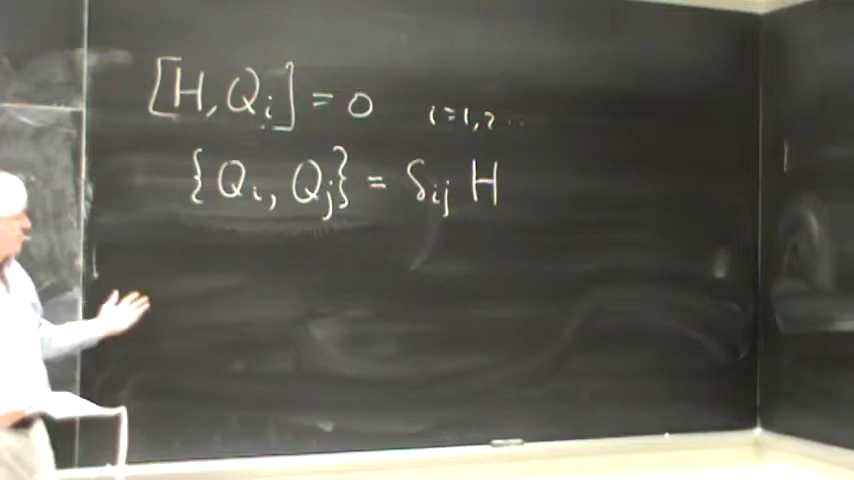 [H, Qᵢ] = 0 i=1,2...
{Qᵢ, Qⱼ} = δᵢⱼ H